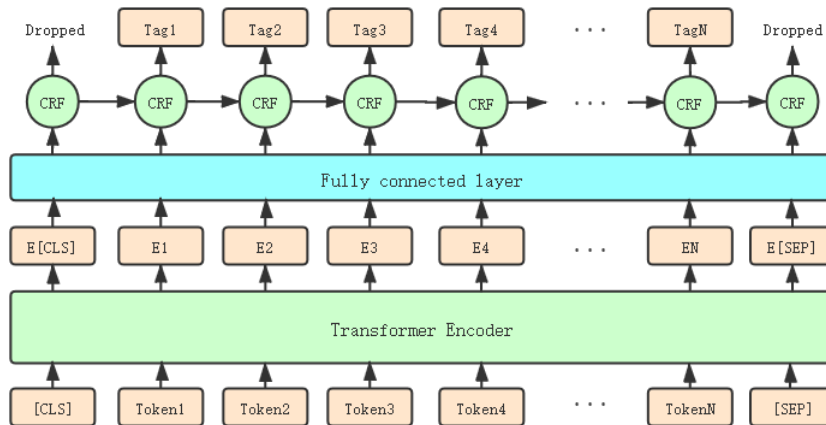 Dropped Tag1 Tag2 Tag3 Tag4 ... TagN Dropped
CRF CRF CRF CRF CRF ... CRF CRF
Fully connected layer
E[CLS] E1 E2 E3 E4 ... EN E[SEP]
Transformer Encoder
[CLS] Token1 Token2 Token3 Token4 ... TokenN [SEP]